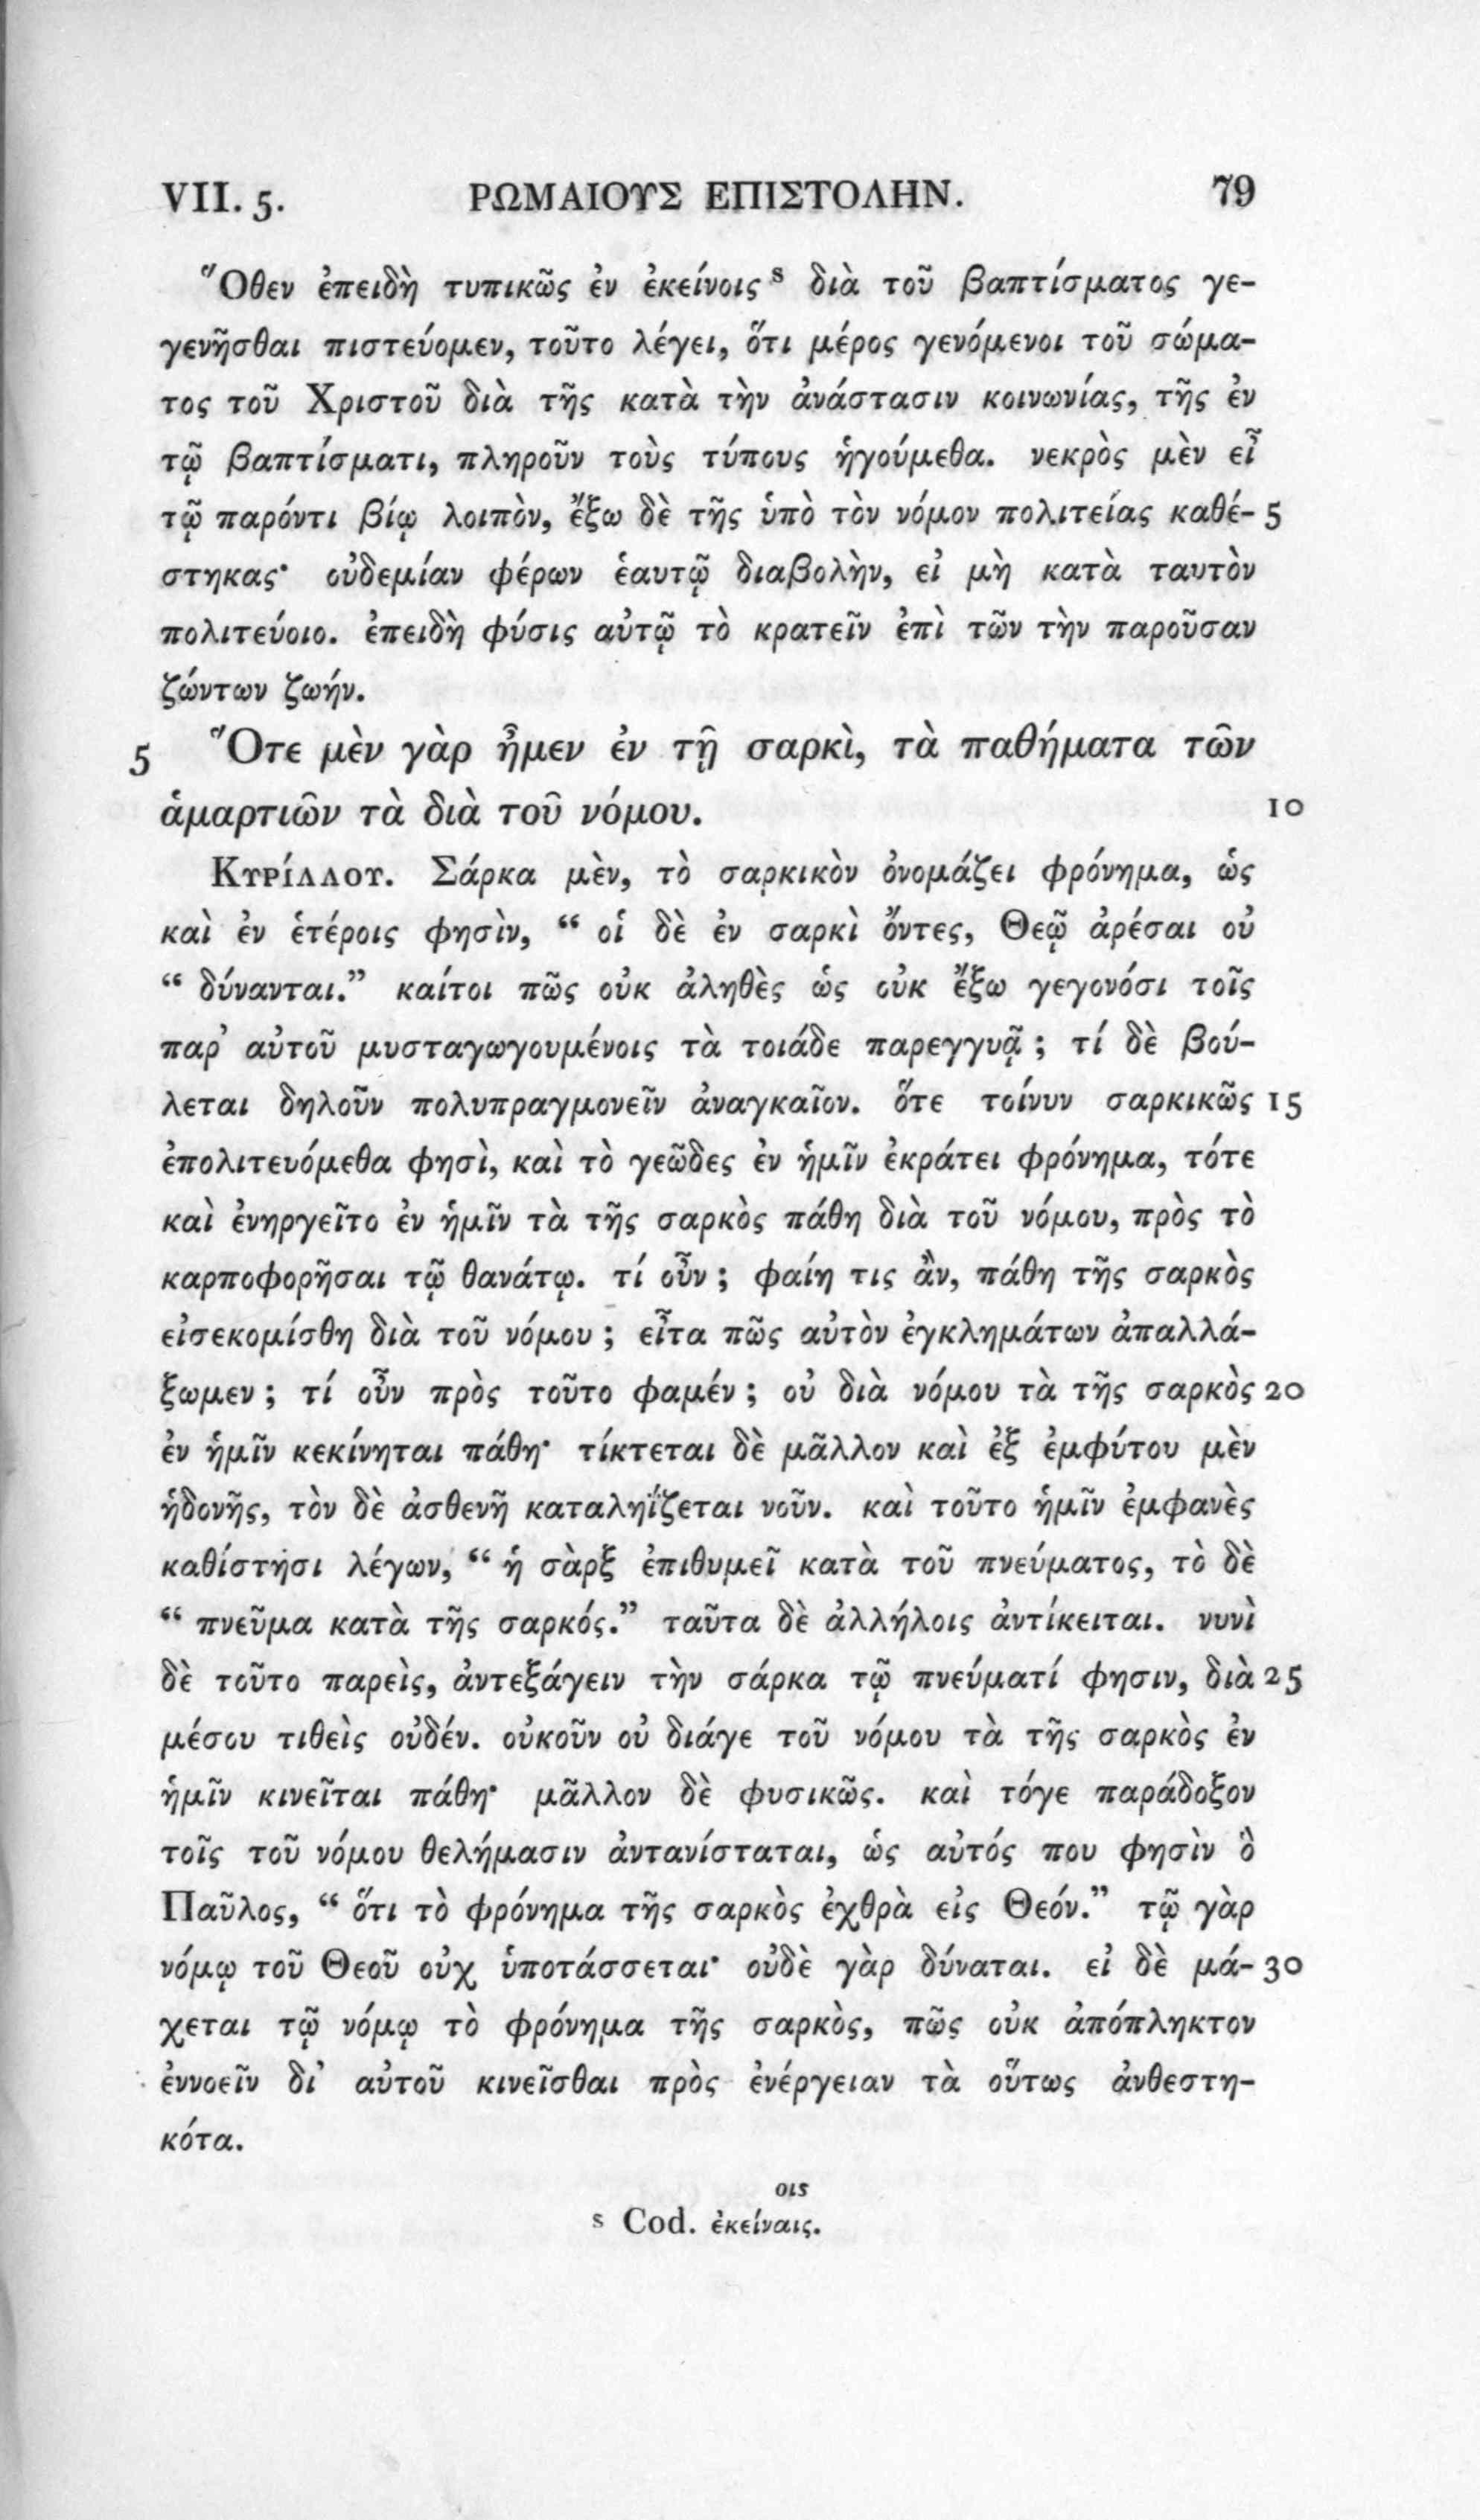 VII. 5. ΡΩΜΑΙΟΥΣ ΕΠΙΣΤΟΛΗΝ. 79
Ὅθεν ἐπειδὴ τυπικῶς ἐν ἐκείνοις s διὰ τοῦ βαπτίσματος γε-
γενῆσθαι πιστεύομεν, τοῦτο λέγει, ὅτι μέρος γενόμενοι τοῦ σώμα-
τος τοῦ Χριστοῦ διὰ τῆς κατὰ τὴν ἀνάστασιν κοινωνίας, τῆς ἐν
τῷ βαπτίσματι, πληροῦν τοὺς τύπους ἡγούμεθα. νεκρὸς μὲν εἶ
τῷ παρόντι βίῳ λοιπὸν, ἔξω δὲ τῆς ὑπὸ τὸν νόμον πολιτείας καθέ- 5
στηκας· οὐδεμίαν φέρων ἑαυτῷ διαβολὴν, εἰ μὴ κατὰ ταυτὸν
πολιτεύοιο. ἐπειδὴ φύσις αὐτῷ τὸ κρατεῖν ἐπὶ τῶν τὴν παροῦσαν
ζώντων ζωήν.
5 Ὅτε μὲν γὰρ ἦμεν ἐν τῇ σαρκὶ, τὰ παθήματα τῶν
ἁμαρτιῶν τὰ διὰ τοῦ νόμου. 10
Κυρίλλου. Σάρκα μὲν, τὸ σαρκικὸν ὀνομάζει φρόνημα, ὡς
καὶ ἐν ἑτέροις φησὶν, “ οἱ δὲ ἐν σαρκὶ ὄντες, Θεῷ ἀρέσαι οὐ
“ δύνανται.” καίτοι πῶς οὐκ ἀληθὲς ὡς οὐκ ἔξω γεγονόσι τοῖς
παρ’ αὐτοῦ μυσταγωγουμένοις τὰ τοιάδε παρεγγυᾷ ; τί δὲ βού-
λεται δηλοῦν πολυπραγμονεῖν ἀναγκαῖον. ὅτε τοίνυν σαρκικῶς 15
ἐπολιτευόμεθα φησὶ, καὶ τὸ γεῶδες ἐν ἡμῖν ἐκράτει φρόνημα, τότε
καὶ ἐνηργεῖτο ἐν ἡμῖν τὰ τῆς σαρκὸς πάθη διὰ τοῦ νόμου, πρὸς τὸ
καρποφορῆσαι τῷ θανάτῳ. τί οὖν ; φαίη τις ἂν, πάθη τῆς σαρκὸς
εἰσεκομίσθη διὰ τοῦ νόμου ; εἶτα πῶς αὐτὸν ἐγκλημάτων ἀπαλλά-
ξωμεν ; τί οὖν πρὸς τοῦτο φαμέν ; οὐ διὰ νόμου τὰ τῆς σαρκὸς 20
ἐν ἡμῖν κεκίνηται πάθη· τίκτεται δὲ μᾶλλον καὶ ἐξ ἐμφύτου μὲν
ἡδονῆς, τὸν δὲ ἀσθενῆ καταληΐζεται νοῦν. καὶ τοῦτο ἡμῖν ἐμφανὲς
καθίστησι λέγων, “ ἡ σὰρξ ἐπιθυμεῖ κατὰ τοῦ πνεύματος, τὸ δὲ
“ πνεῦμα κατὰ τῆς σαρκός.” ταῦτα δὲ ἀλλήλοις ἀντίκειται. νυνὶ
δὲ τοῦτο παρεὶς, ἀντεξάγειν τὴν σάρκα τῷ πνεύματί φησιν, διὰ 25
μέσου τιθεὶς οὐδέν. οὐκοῦν οὐ διάγε τοῦ νόμου τὰ τῆς σαρκὸς ἐν
ἡμῖν κινεῖται πάθη· μᾶλλον δὲ φυσικῶς. καὶ τόγε παράδοξον
τοῖς τοῦ νόμου θελήμασιν ἀντανίσταται, ὡς αὐτός που φησὶν ὁ
Παῦλος, “ ὅτι τὸ φρόνημα τῆς σαρκὸς ἐχθρὰ εἰς Θεόν.” τῷ γὰρ
νόμῳ τοῦ Θεοῦ οὐχ ὑποτάσσεται· οὐδὲ γὰρ δύναται. εἰ δὲ μά- 30
χεται τῷ νόμῳ τὸ φρόνημα τῆς σαρκὸς, πῶς οὐκ ἀπόπληκτον
ἐννοεῖν δι’ αὐτοῦ κινεῖσθαι πρὸς ἐνέργειαν τὰ οὕτως ἀνθεστη-
κότα.
οις
s Cod. ἐκείναις.